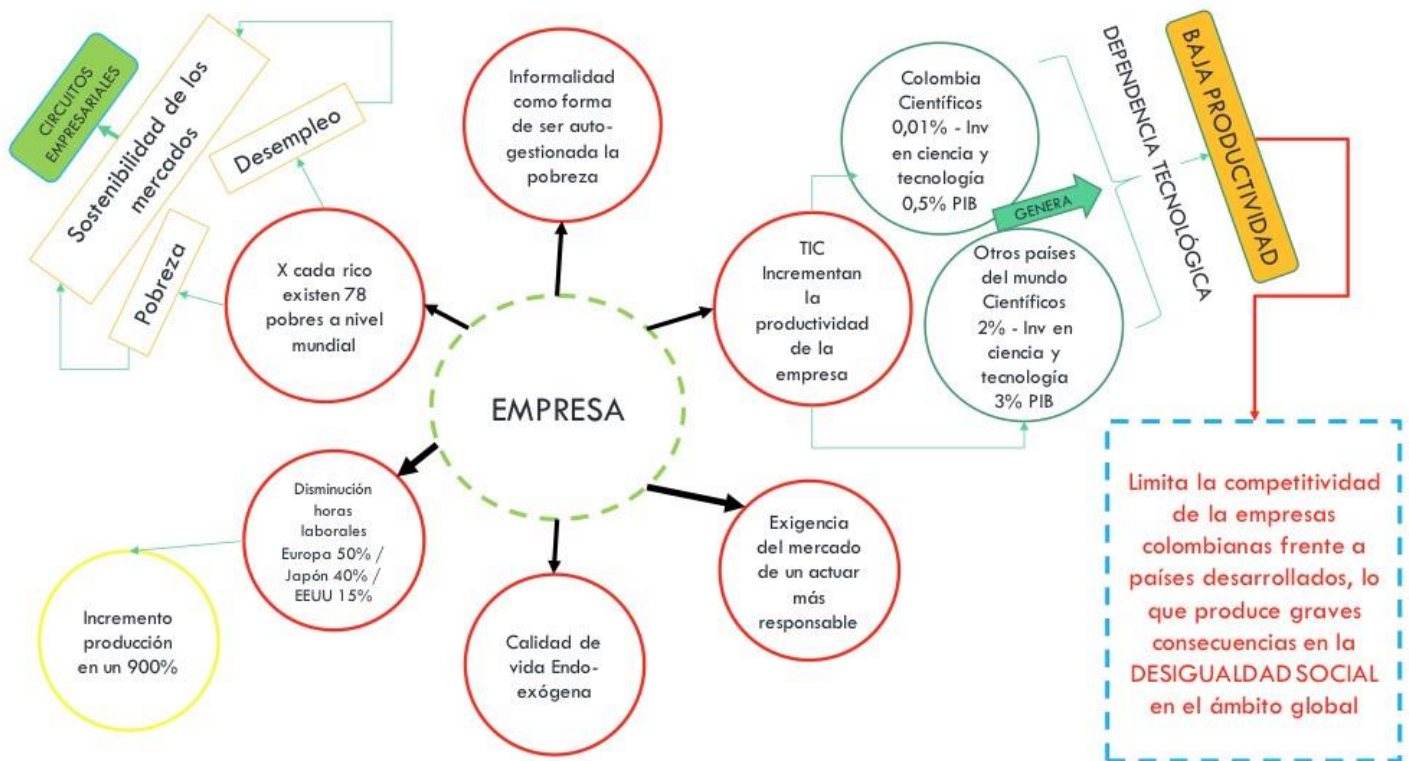 CIRCUITOS
EMPRESARIALES
Sostenibilidad de los
mercados
Desempleo
Pobreza
X cada rico
existen 78
pobres a nivel
mundial
Informalidad
como forma
de ser auto-
gestionada la
pobreza
TIC
Incrementan
la
productividad
de la
empresa
Colombia
Científicos
0,01% - Inv
en ciencia y
tecnología
0,5% PIB
GENERA
Otros países
del mundo
Científicos
2% - Inv en
ciencia y
tecnología
3% PIB
DEPENDENCIA TECNOLÓGICA
BAJA PRODUCTIVIDAD
EMPRESA
Disminución
horas
laborales
Europa 50% /
Japón 40% /
EEUU 15%
Incremento
producción
en un 900%
Calidad de
vida Endo-
exógena
Exigencia
del mercado
de un actuar
más
responsable
Limita la competitividad
de la empresas
colombianas frente a
países desarrollados, lo
que produce graves
consecuencias en la
DESIGUALDAD SOCIAL
en el ámbito global